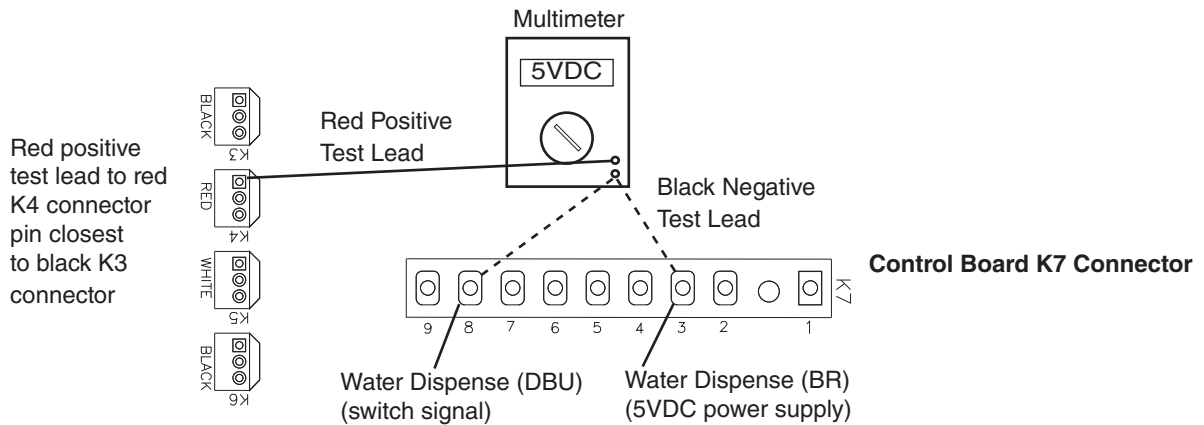 Multimeter
5VDC
BLACK
K3
Red Positive
Test Lead
Red positive
test lead to red
K4 connector
pin closest
to black K3
connector
RED
K4
Black Negative
Test Lead
WHITE
K5
Control Board K7 Connector
K7
9 8 7 6 5 4 3 2 1
BLACK
K6
Water Dispense (DBU)
(switch signal)
Water Dispense (BR)
(5VDC power supply)